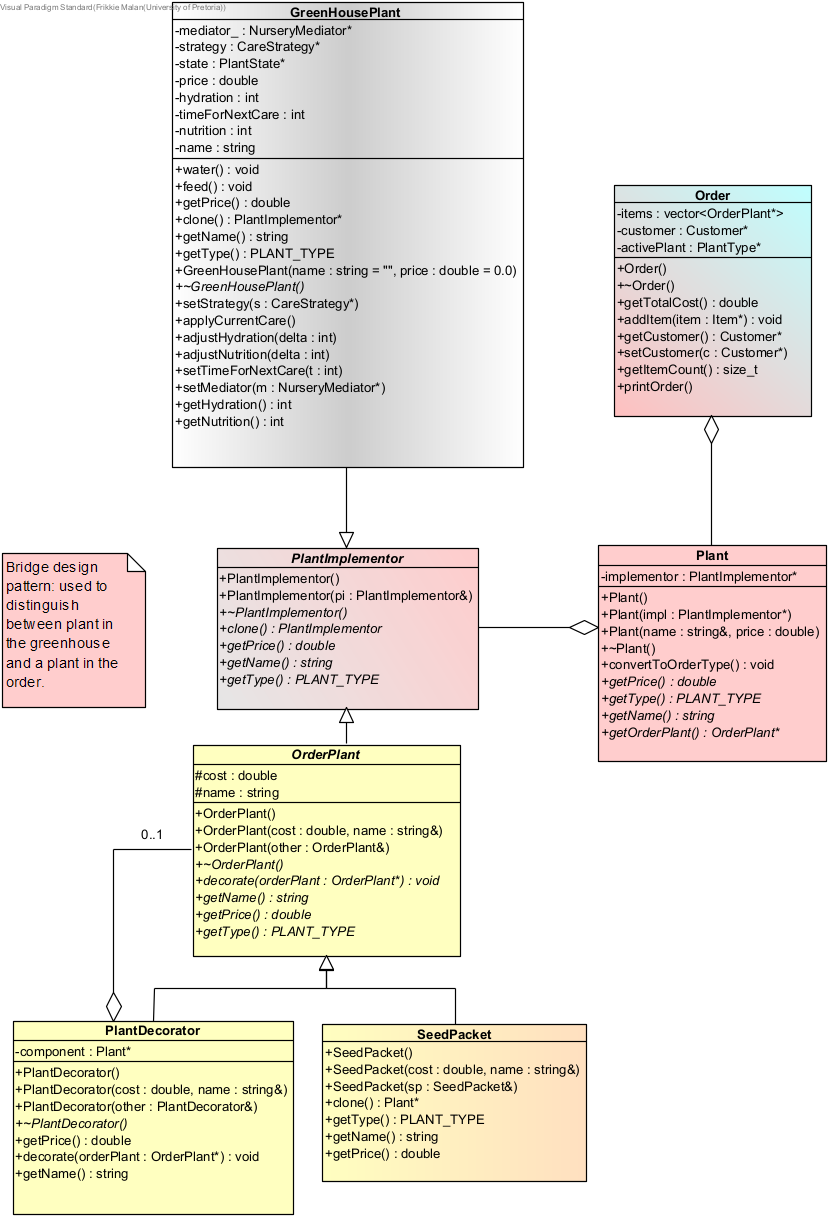 Visual Paradigm Standard(Frikkie Malan(University of Pretoria))
GreenHousePlant
-mediator_ : NurseryMediator*
-strategy : CareStrategy*
-state : PlantState*
-price : double
-hydration : int
-timeForNextCare : int
-nutrition : int
-name : string
+water() : void
+feed() : void
+getPrice() : double
+clone() : PlantImplementor*
+getName() : string
+getType() : PLANT_TYPE
+GreenHousePlant(name : string = "", price : double = 0.0)
+~GreenHousePlant()
+setStrategy(s : CareStrategy*)
+applyCurrentCare()
+adjustHydration(delta : int)
+adjustNutrition(delta : int)
+setTimeForNextCare(t : int)
+setMediator(m : NurseryMediator*)
+getHydration() : int
+getNutrition() : int
Order
-items : vector<OrderPlant*>
-customer : Customer*
-activePlant : PlantType*
+Order()
+~Order()
+getTotalCost() : double
+addItem(item : Item*) : void
+getCustomer() : Customer*
+setCustomer(c : Customer*)
+getItemCount() : size_t
+printOrder()
Bridge design
pattern: used to
distinguish
between plant in
the greenhouse
and a plant in the
order.
PlantImplementor
+PlantImplementor()
+PlantImplementor(pi : PlantImplementor&)
+~PlantImplementor()
+clone() : PlantImplementor
+getPrice() : double
+getName() : string
+getType() : PLANT_TYPE
Plant
-implementor : PlantImplementor*
+Plant()
+Plant(impl : PlantImplementor*)
+Plant(name : string&, price : double)
+~Plant()
+convertToOrderType() : void
+getPrice() : double
+getType() : PLANT_TYPE
+getName() : string
+getOrderPlant() : OrderPlant*
OrderPlant
#cost : double
#name : string
+OrderPlant()
+OrderPlant(cost : double, name : string&)
+OrderPlant(other : OrderPlant&)
+~OrderPlant()
+decorate(orderPlant : OrderPlant*) : void
+getName() : string
+getPrice() : double
+getType() : PLANT_TYPE
0..1
PlantDecorator
-component : Plant*
+PlantDecorator()
+PlantDecorator(cost : double, name : string&)
+PlantDecorator(other : PlantDecorator&)
+~PlantDecorator()
+getPrice() : double
+decorate(orderPlant : OrderPlant*) : void
+getName() : string
SeedPacket
+SeedPacket()
+SeedPacket(cost : double, name : string&)
+SeedPacket(sp : SeedPacket&)
+clone() : Plant*
+getType() : PLANT_TYPE
+getName() : string
+getPrice() : double